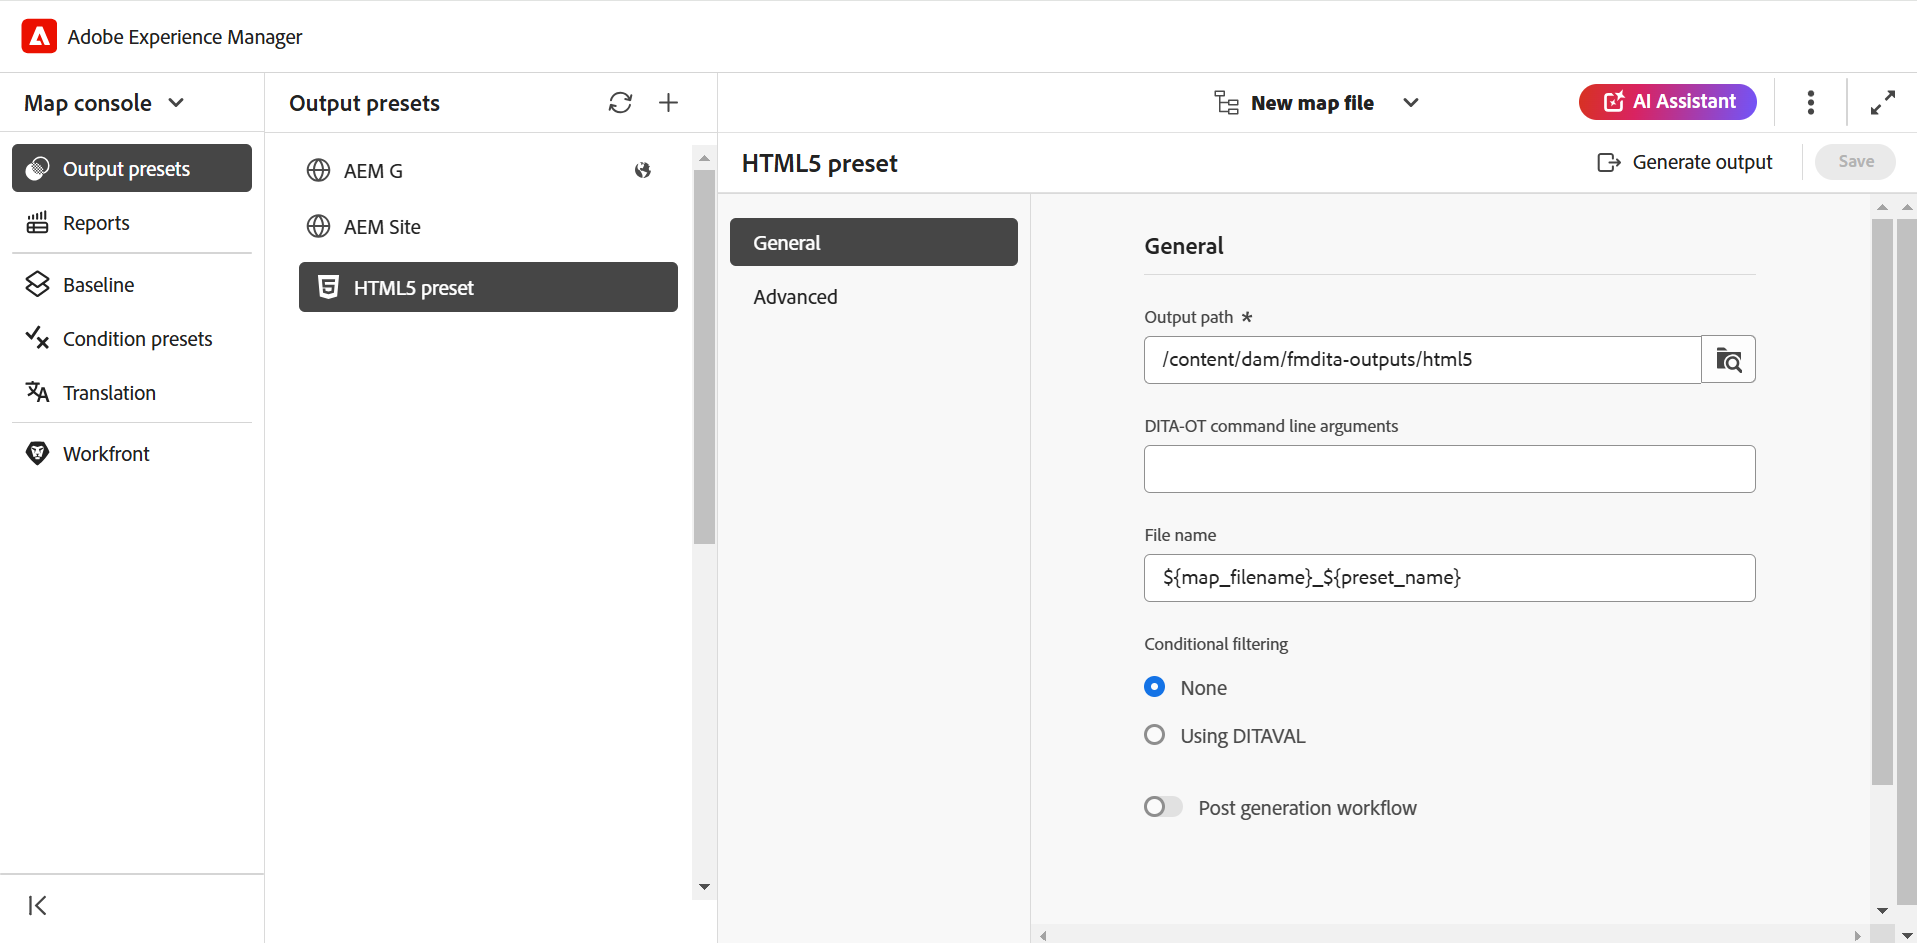 Adobe Experience Manager
Map console
Output presets
Reports
Baseline
Condition presets
Translation
Workfront
Output presets
AEM G
AEM Site
HTML5 preset
New map file
AI Assistant
HTML5 preset
Generate output
Save
General
Advanced
General
Output path *
/content/dam/fmdita-outputs/html5
DITA-OT command line arguments
File name
${map_filename}_${preset_name}
Conditional filtering
None
Using DITAVAL
Post generation workflow